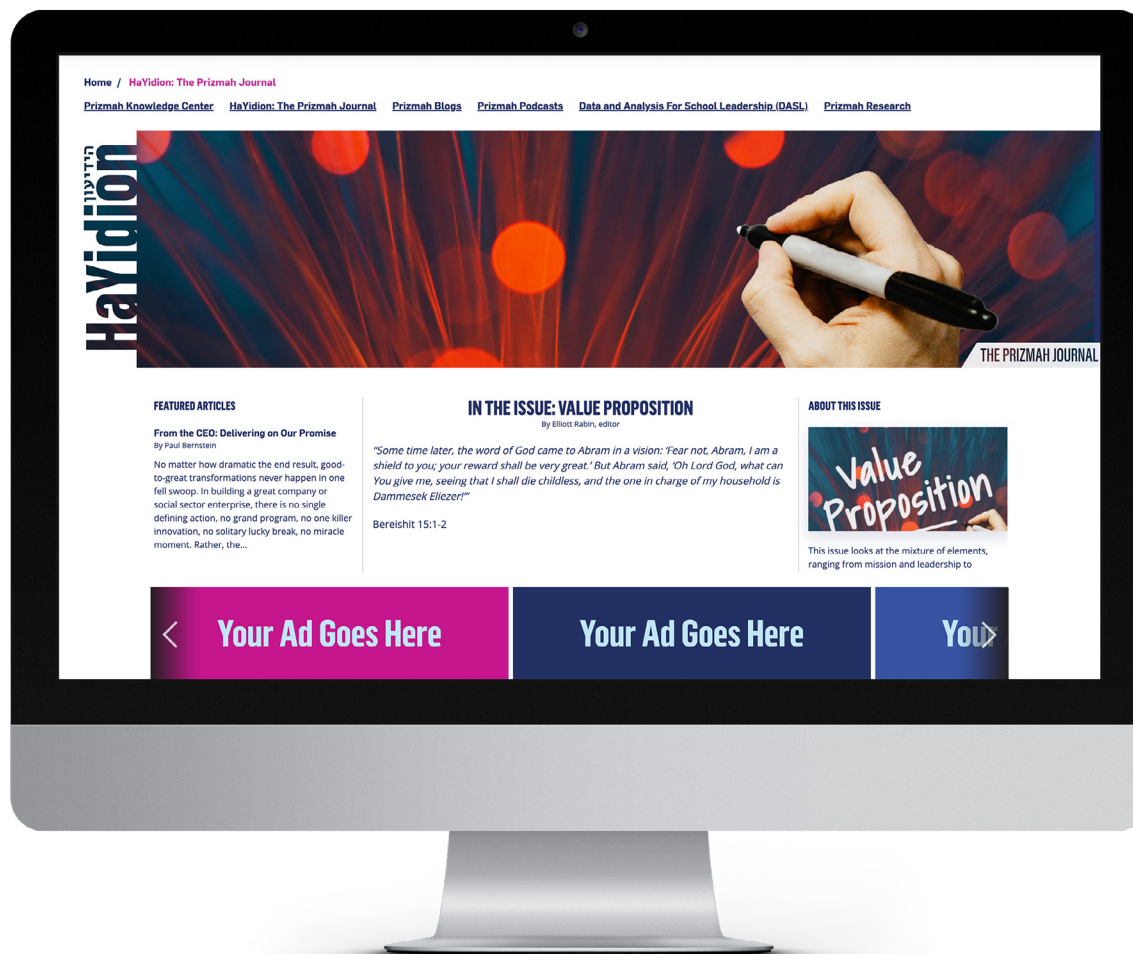 Home / HaYidion: The Prizmah Journal
Prizmah Knowledge Center HaYidion: The Prizmah Journal Prizmah Blogs Prizmah Podcasts Data and Analysis For School Leadership (DASL) Prizmah Research
HaYidion
הידיעון
THE PRIZMAH JOURNAL
FEATURED ARTICLES
From the CEO: Delivering on Our Promise
By Paul Bernstein
No matter how dramatic the end result, good-
to-great transformations never happen in one
fell swoop. In building a great company or
social sector enterprise, there is no single
defining action, no grand program, no one killer
innovation, no solitary lucky break, no miracle
moment. Rather, the...
IN THE ISSUE: VALUE PROPOSITION
By Elliott Rabin, editor
“Some time later, the word of God came to Abram in a vision: ‘Fear not, Abram, I am a
shield to you; your reward shall be very great.’ But Abram said, ‘Oh Lord God, what can
You give me, seeing that I shall die childless, and the one in charge of my household is
Dammesek Eliezer!’”
Bereishit 15:1-2
ABOUT THIS ISSUE
Value
Proposition
This issue looks at the mixture of elements,
ranging from mission and leadership to
Your Ad Goes Here
Your Ad Goes Here
Your